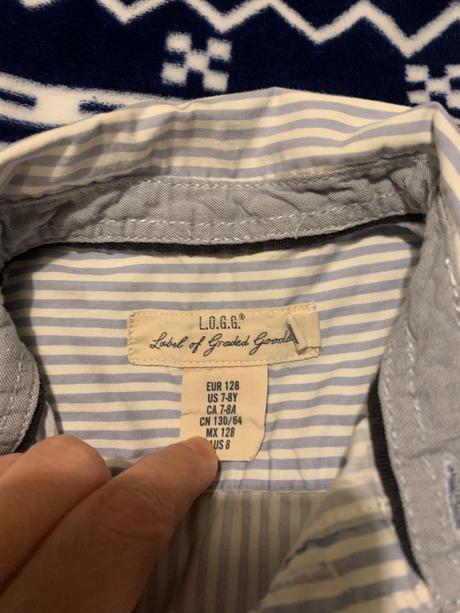 L.O.G.G.®
Label of Graded Goods
EUR 128
US 7-8Y
CA 7-8A
CN 130/64
MX 128
AUS 8